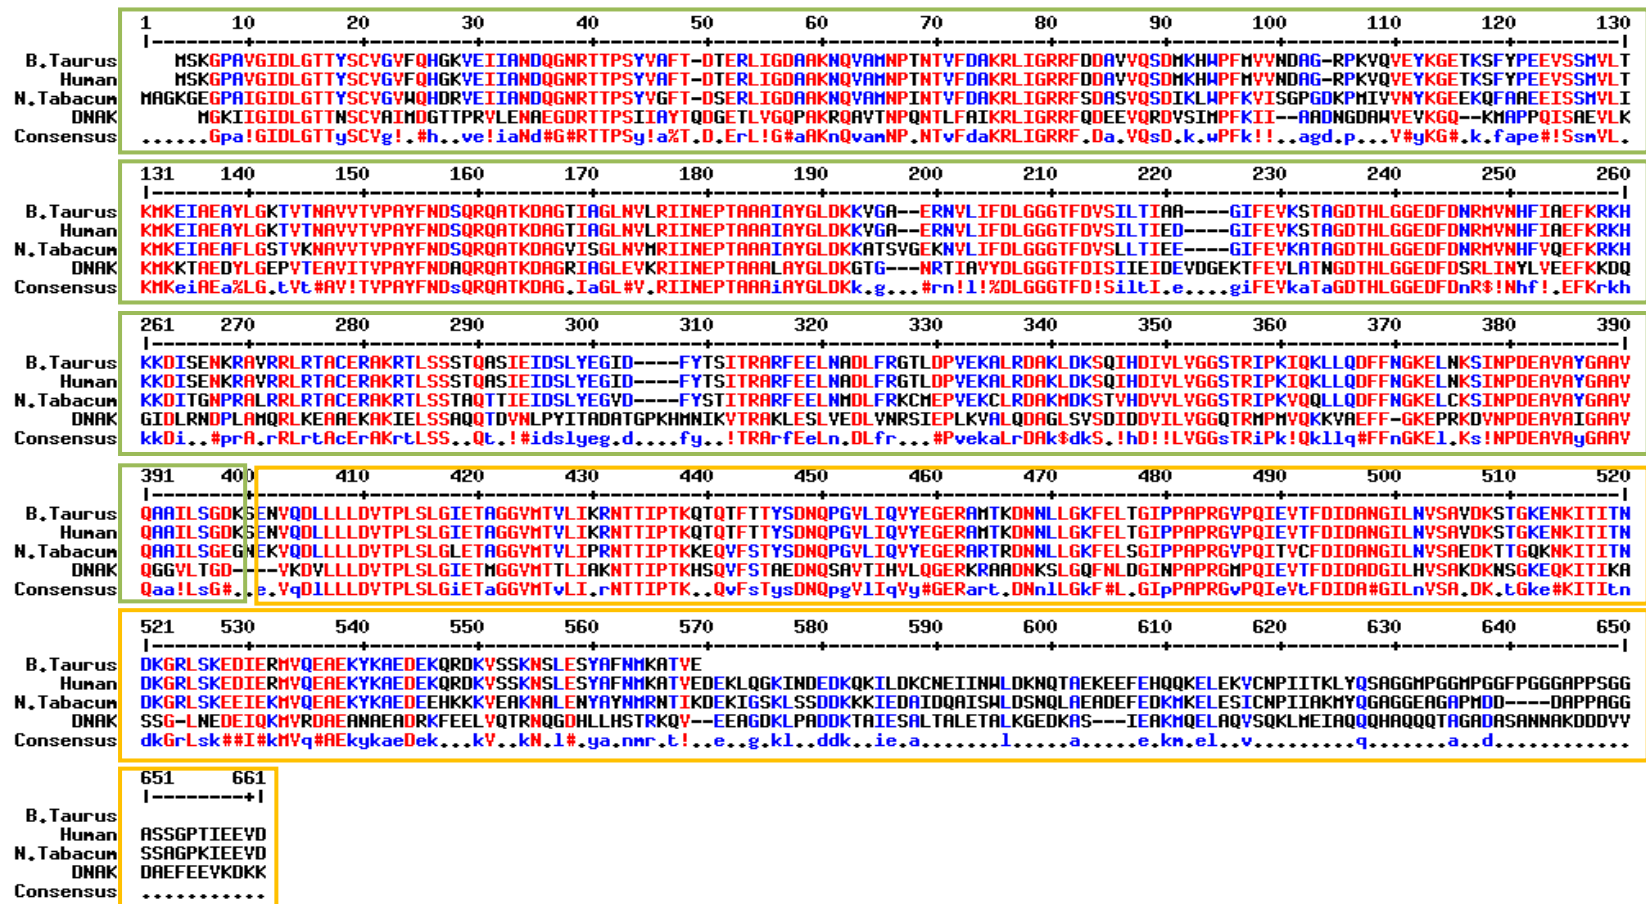 1 10 20 30 40 50 60 70 80 90 100 110 120 130
|--------+---------+---------+---------+---------+---------+---------+---------+---------+---------+---------+---------+---------|
B.Taurus MSKGPAVGIDLGTTYSCVGVFQHGKVEIIANDQGNRTTPSYVAFT-DTERLIGDAAKNQVAMNPTNTVFDAKRLIGRRFDDAVVQSDMKHWPFMVVNDAG-RPKVQVEYKGETKSFYPEEVSSMVLT
Human MSKGPAVGIDLGTTYSCVGVFQHGKVEIIANDQGNRTTPSYVAFT-DTERLIGDAAKNQVAMNPTNTVFDAKRLIGRRFDDAVVQSDMKHWPFMVVNDAG-RPKVQVEYKGETKSFYPEEVSSMVLT
N.Tabacum MAGKGEGPAIGIDLGTTYSCVGVWQHDRVEIIANDQGNRTTPSYVGFT-DSERLIGDAAKNQVAMNPINTVFDAKRLIGRRFSDASVQSDIKLWPFKVISGPGDKPMIVVNYKGEEKQFAAEEISSMVLI
DNAK MGKIIGIDLGTTNSCVAIMDGTTPRVLENAEGDRTTPSIIAYTQDGETLVGQPAKRQAVTNPQNTLFAIKRLIGRRFQDEEVQRDVSIMPFKII--AADNGDAWVEVKGQ--KMAPPQISAEVLK
Consensus ......Gpa!GIDLGTTySCVg!.#h..ve!iaNd#G#RTTPSy!a%T.D.ErL!G#aAKnQvamNP.NTvFdaKRLIGRRF.Da.VQsD.k.wPFk!!..agd.p...V#yKG#.k.fape#!SsmVL.
131 140 150 160 170 180 190 200 210 220 230 240 250 260
|--------+---------+---------+---------+---------+---------+---------+---------+---------+---------+---------+---------+---------|
B.Taurus KMKEIAEAYLGKTVTNAVVTVPAYFNDSQRQATKDAGTIAGLNVLRIINEPTAAAIAYGLDKKVGA--ERNVLIFDLGGGTFDVSILTIAA----GIFEVKSTAGDTHLGGEDFDNRMVNHFIAEFKRKH
Human KMKEIAEAYLGKTVTNAVVTVPAYFNDSQRQATKDAGTIAGLNVLRIINEPTAAAIAYGLDKKVGA--ERNVLIFDLGGGTFDVSILTIED----GIFEVKSTAGDTHLGGEDFDNRMVNHFIAEFKRKH
N.Tabacum KMKEIAEAFLGSTVKNAVVTVPAYFNDSQRQATKDAGVISGLNVMRIINEPTAAAIAYGLDKKATSVGEKNVLIFDLGGGTFDVSLLTIEE----GIFEVKATAGDTHLGGEDFDNRMVNHFVQEFKRKH
DNAK KMKKTAEDYLGEPVTEAVITVPAYFNDAQRQATKDAGRIAGLEVKRIINEPTAAALAYGLDKGTG---NRTIAVYDLGGGTFDISIIEIDEVDGEKTFEVLATNGDTHLGGEDFDSRLINYLVEEFKKDQ
Consensus KMKeiAEa%LG.tVt#AV!TVPAYFNDsQRQATKDAG.IaGL#V.RIINEPTAAAiAYGLDKk.g...#rn!l!%DLGGGTFD!SiltI.e....giFEVkaTaGDTHLGGEDFDnR$!Nhf!.EFKrkh
261 270 280 290 300 310 320 330 340 350 360 370 380 390
|--------+---------+---------+---------+---------+---------+---------+---------+---------+---------+---------+---------+---------|
B.Taurus KKDISENKRAVRRLRTACERAKRTLSSSTQASIEIDSLYEGID----FYTSITRARFEELNADLFRGTLDPVEKALRDAKLDKSQIHDIVLVGGSTRIPKIQKLLQDFFNGKELNKSINPDEAVAYGAAV
Human KKDISENKRAVRRLRTACERAKRTLSSSTQASIEIDSLYEGID----FYTSITRARFEELNADLFRGTLDPVEKALRDAKLDKSQIHDIVLVGGSTRIPKIQKLLQDFFNGKELNKSINPDEAVAYGAAV
N.Tabacum KKDITGNPRALRRLRTACERAKRTLSSTAQTTIEIDSLYEGVD----FYSTITRARFEELNMDLFRKCMEPVEKCLRDAKMDKSTVHDVVLVGGSTRIPKVQQLLQDFFNGKELCKSINPDEAVAYGAAV
DNAK GIDLRNDPLAMQRLKEAAEKAKIELSSAQQTDVNLPYITADATGPKHMNIKVTRAKLESLVEDLVNRSIEPLKVALQDAGLSVSDIDDVILVGGQTRMPMVQKKVAEFF-GKEPRKDVNPDEAVAIGAAV
Consensus kkDi..#prA.rRLrtAcErAKrtLSS..Qt.!#idslyeg.d....fy..!TRArfEeLn.DLfr...#PvekaLrDAk$dkS.!hD!!LVGGsTRiPk!Qkllq#FFnGKEl.Ks!NPDEAVAyGAAV
391 400 410 420 430 440 450 460 470 480 490 500 510 520
|--------+---------+---------+---------+---------+---------+---------+---------+---------+---------+---------+---------+---------|
B.Taurus QAAILSGDKSENVQDLLLLDVTPLSLGIETAGGVMTVLIKRNTTIPTKQTQTFTTYSDNQPGVLIQVYEGERAMTKDNNLLGKFELTGIPPAPRGVPQIEVTFDIDANGILNVSAVDKSTGKENKITITN
Human QAAILSGDKSENVQDLLLLDVTPLSLGIETAGGVMTVLIKRNTTIPTKQTQTFTTYSDNQPGVLIQVYEGERAMTKDNNLLGKFELTGIPPAPRGVPQIEVTFDIDANGILNVSAVDKSTGKENKITITN
N.Tabacum QAAILSGEGNEKVQDLLLLDVTPLSLGLETAGGVMTVLIPRNTTIPTKKEQVFSTYSDNQPGVLIQVYEGERARTRDNNLLGKFELSGIPPAPRGVPQITVCFDIDANGILNVSAEDKTTGQKNKITITN
DNAK QGGVLTGD----VKDVLLLDVTPLSLGIETMGGVMTTLIAKNTTIPTKHSQVFSTAEDNQSAVTIHVLQGERKRAADNKSLGQFNLDGINPAPRGMPQIEVTFDIDADGILHVSAKDKNSGKEQKITIKA
Consensus Qaa!LsG#..e.VqDlLLLDVTPLSLGiETaGGVMTvLI.rNTTIPTK..QvFsTysDNQpgVlIqVy#GERart.DNnlLGkF#L.GIpPAPRGvPQIeVtFDIDA#GILnVSA.DK.tGke#KITItn
521 530 540 550 560 570 580 590 600 610 620 630 640 650
|--------+---------+---------+---------+---------+---------+---------+---------+---------+---------+---------+---------+---------|
B.Taurus DKGRLSKEDIERMVQEAEKYKAEDEKQRDKVSSKNSLESYAFNMKATVE
Human DKGRLSKEDIERMVQEAEKYKAEDEKQRDKVSSKNSLESYAFNMKATVEDEKLQGKINDEDKQKILDKCNEIINWLDKNQTAEKEEFEHQQKELEKVCNPIITKLYQSAGGMPGGMPGGFPGGGAPPSGG
N.Tabacum DKGRLSKEEIEKMVQEAEKYKAEDEEHKKKVEAKNALENYAYNMRNTIKDEKIGSKLSSDDKKKIEDAIDQAISWLDSNQLAEADEFEDKMKELESICNPIIAKMYQGAGGEAGAPMDD----DAPPAGG
DNAK SSG-LNEDEIQKMVRDAEANAEADRKFEELVQTRNQGDHLLHSTRKQV--EEAGDKLPADDKTAIESALTALETALKGEDKAS---IEAKMQELAQVSQKLMEIAQQQHAQQQTAGADASANNAKDDDVV
Consensus dkGrLsk##I#kMVq#AEkykaeDek...kV..kN.l#.ya.nmr.t!..e..g.kl..ddk..ie.a.......l.....a.....e.km.el..v.........q.......a..d............
651 661
|--------+|
B.Taurus
Human ASSGPTIEEVD
N.Tabacum SSAGPKIEEVD
DNAK DAEFEEVKDKK
Consensus ...........